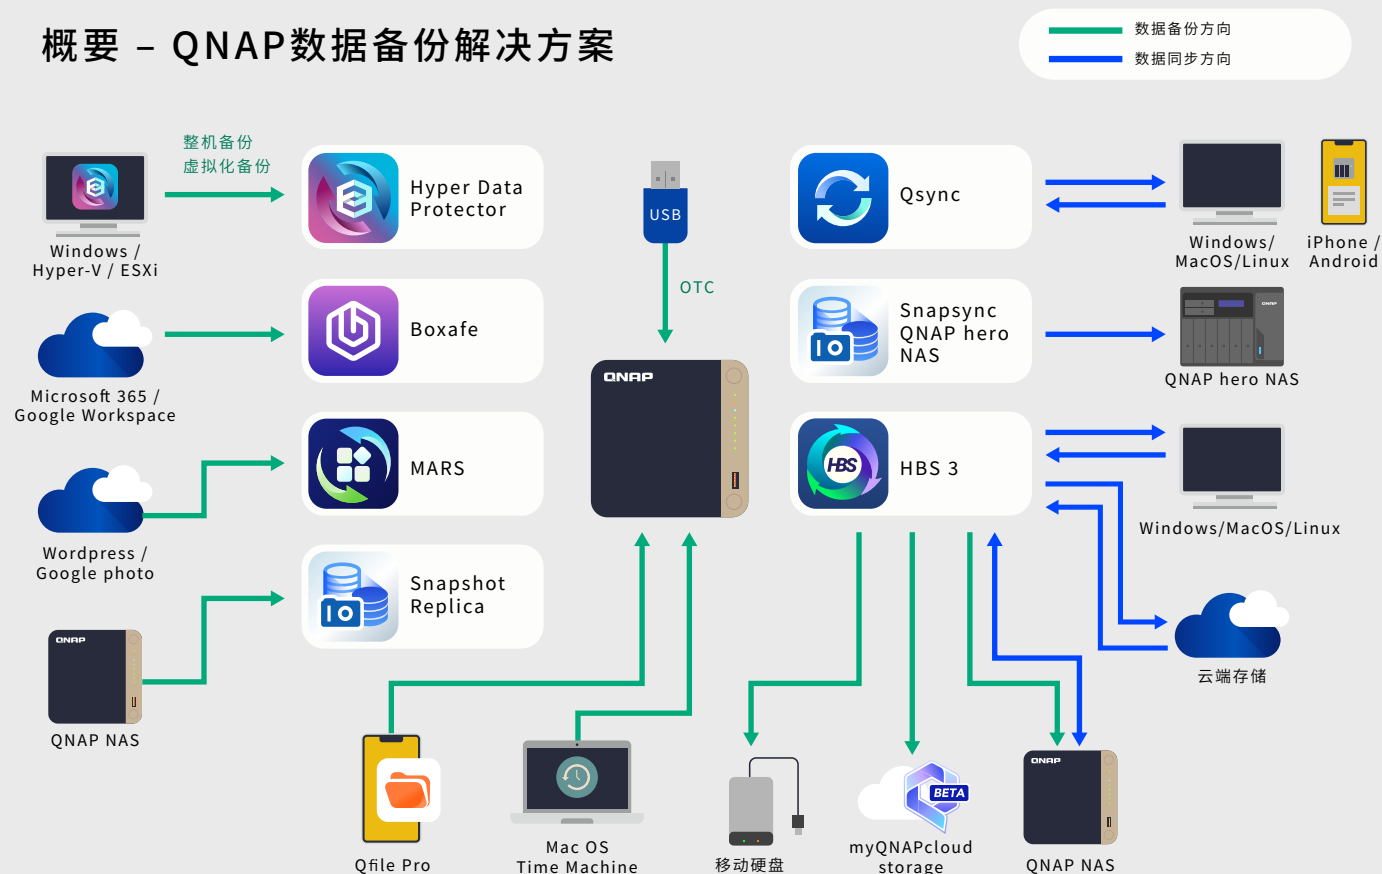 概要 – QNAP数据备份解决方案
数据备份方向
数据同步方向
整机备份
虚拟化备份
Windows /
Hyper-V / ESXi
Hyper Data
Protector
Microsoft 365 /
Google Workspace
Boxafe
Wordpress /
Google photo
MARS
QNAP
QNAP NAS
Snapshot
Replica
USB
OTC
QNAP
Qsync
Windows/
MacOS/Linux
iPhone /
Android
Snapsync
QNAP hero
NAS
QNAP
QNAP hero NAS
HBS
HBS 3
Windows/MacOS/Linux
云端存储
Qfile Pro
Mac OS
Time Machine
移动硬盘
BETA
myQNAPcloud
storage
QNAP
QNAP NAS